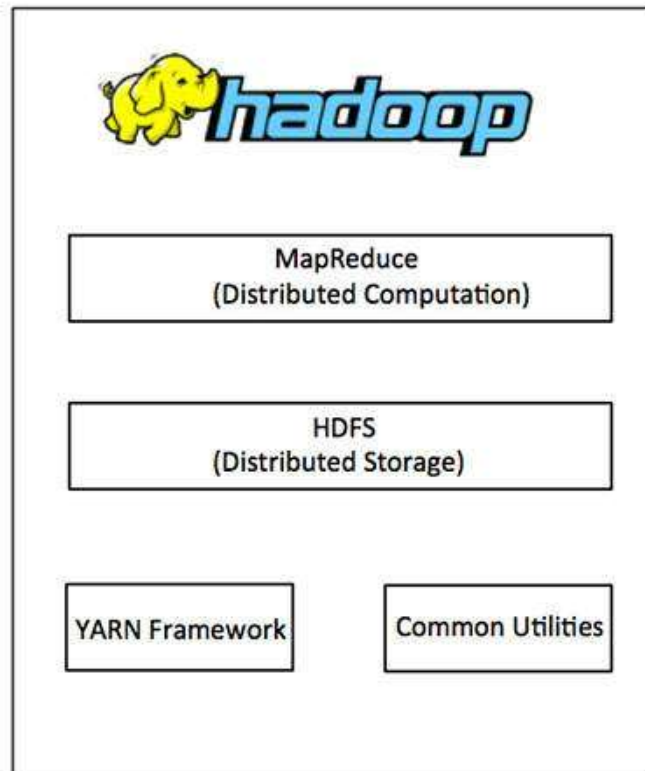 hadoop
MapReduce
(Distributed Computation)
HDFS
(Distributed Storage)
YARN Framework
Common Utilities